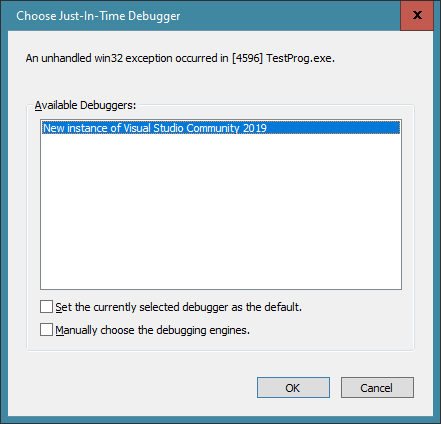 Choose Just-In-Time Debugger
An unhandled win32 exception occurred in [4596] TestProg.exe.
Available Debuggers:
New instance of Visual Studio Community 2019
Set the currently selected debugger as the default.
Manually choose the debugging engines.
OK Cancel